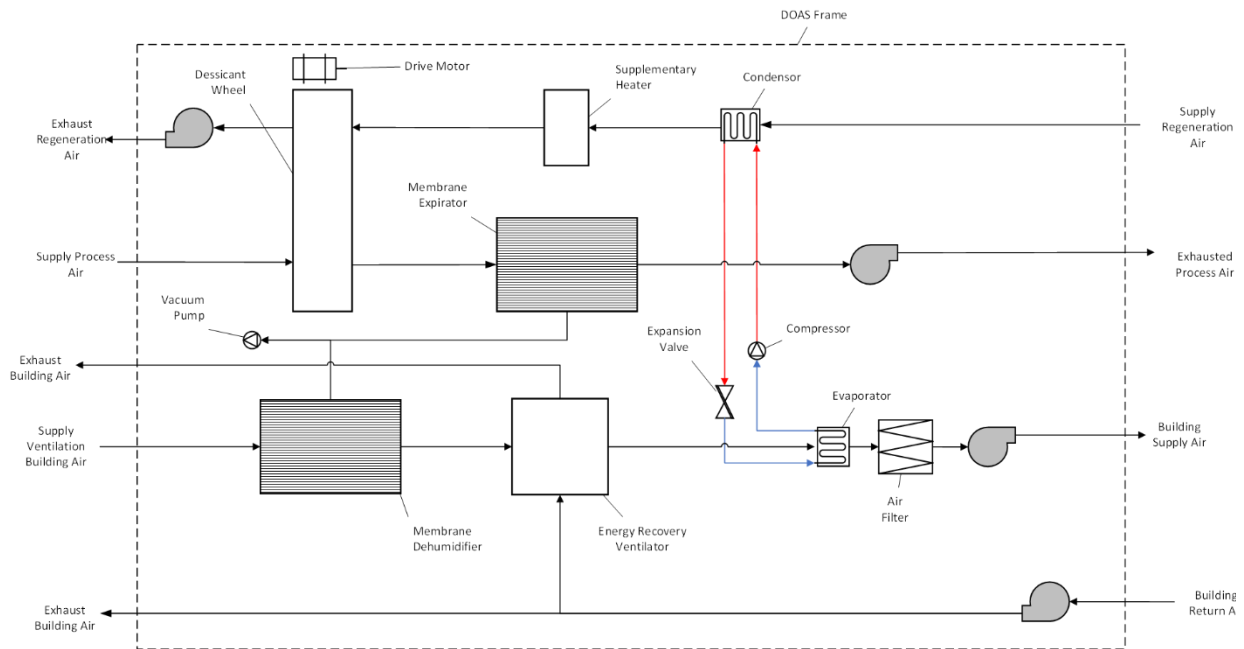 DOAS Frame
Drive Motor
Dessicant
Wheel
Supplementary
Heater
Condensor
Exhaust
Regeneration
Air
Supply
Regeneration
Air
Membrane
Expirator
Supply Process
Air
Exhausted
Process Air
Vacuum
Pump
Expansion
Valve
Compressor
Exhaust
Building Air
Evaporator
Supply
Ventilation
Building Air
Building
Supply Air
Air
Filter
Membrane
Dehumidifier
Energy Recovery
Ventilator
Exhaust
Building Air
Building
Return A